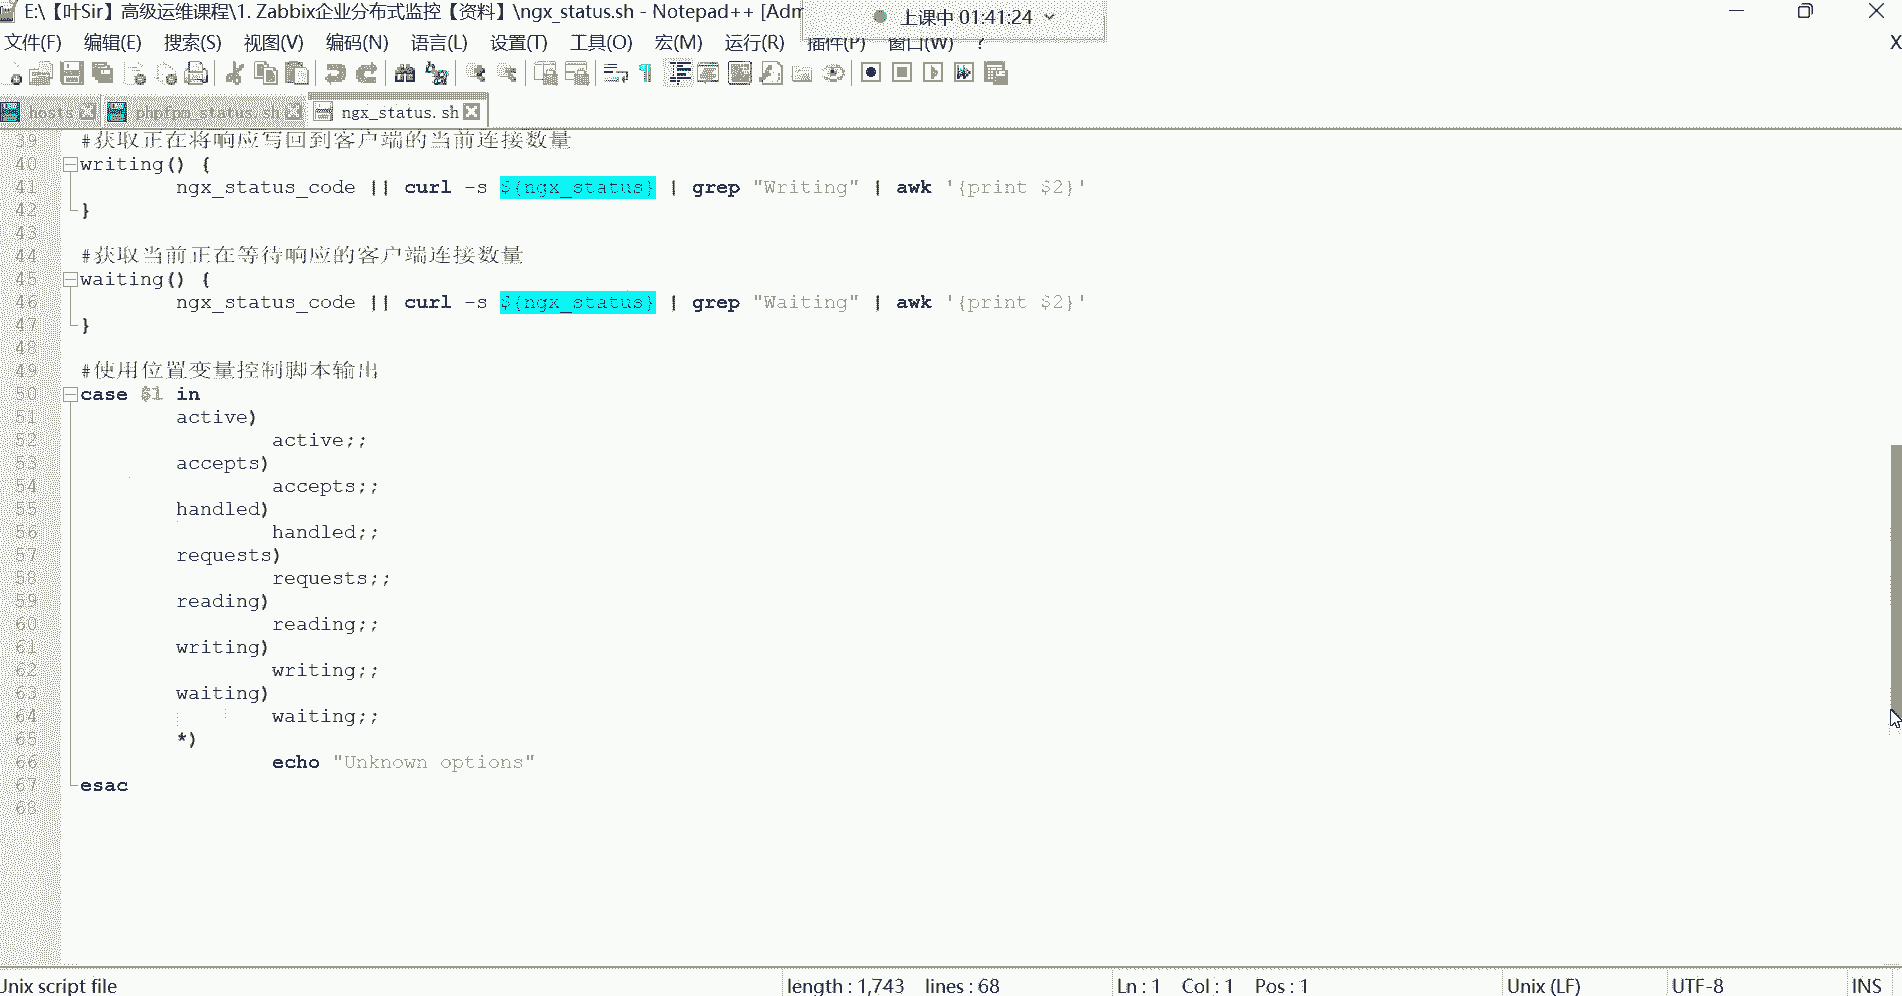 E:\【叶Sir】高级运维课程\1. Zabbix企业分布式监控【资料】\ngx_status.sh - Notepad++ [Adm
上课中 01:41:24
文件(F) 编辑(E) 搜索(S) 视图(V) 编码(N) 语言(L) 设置(T) 工具(O) 宏(M) 运行(R) 插件(P) 窗口(W) ? X
hosts phpfpm_status.sh ngx_status.sh
39 #获取正在将响应写回到客户端的当前连接数量
40 writing() {
41 ngx_status_code || curl -s ${ngx_status} | grep "Writing" | awk '{print $2}'
42 }
43
44 #获取当前正在等待响应的客户端连接数量
45 waiting() {
46 ngx_status_code || curl -s ${ngx_status} | grep "Waiting" | awk '{print $2}'
47 }
48
49 #使用位置变量控制脚本输出
50 case $1 in
51 active)
52 active;;
53 accepts)
54 accepts;;
55 handled)
56 handled;;
57 requests)
58 requests;;
59 reading)
60 reading;;
61 writing)
62 writing;;
63 waiting)
64 waiting;;
65 *)
66 echo "Unknown options"
67 esac
68
Unix script file length : 1,743 lines : 68 Ln : 1 Col : 1 Pos : 1 Unix (LF) UTF-8 INS